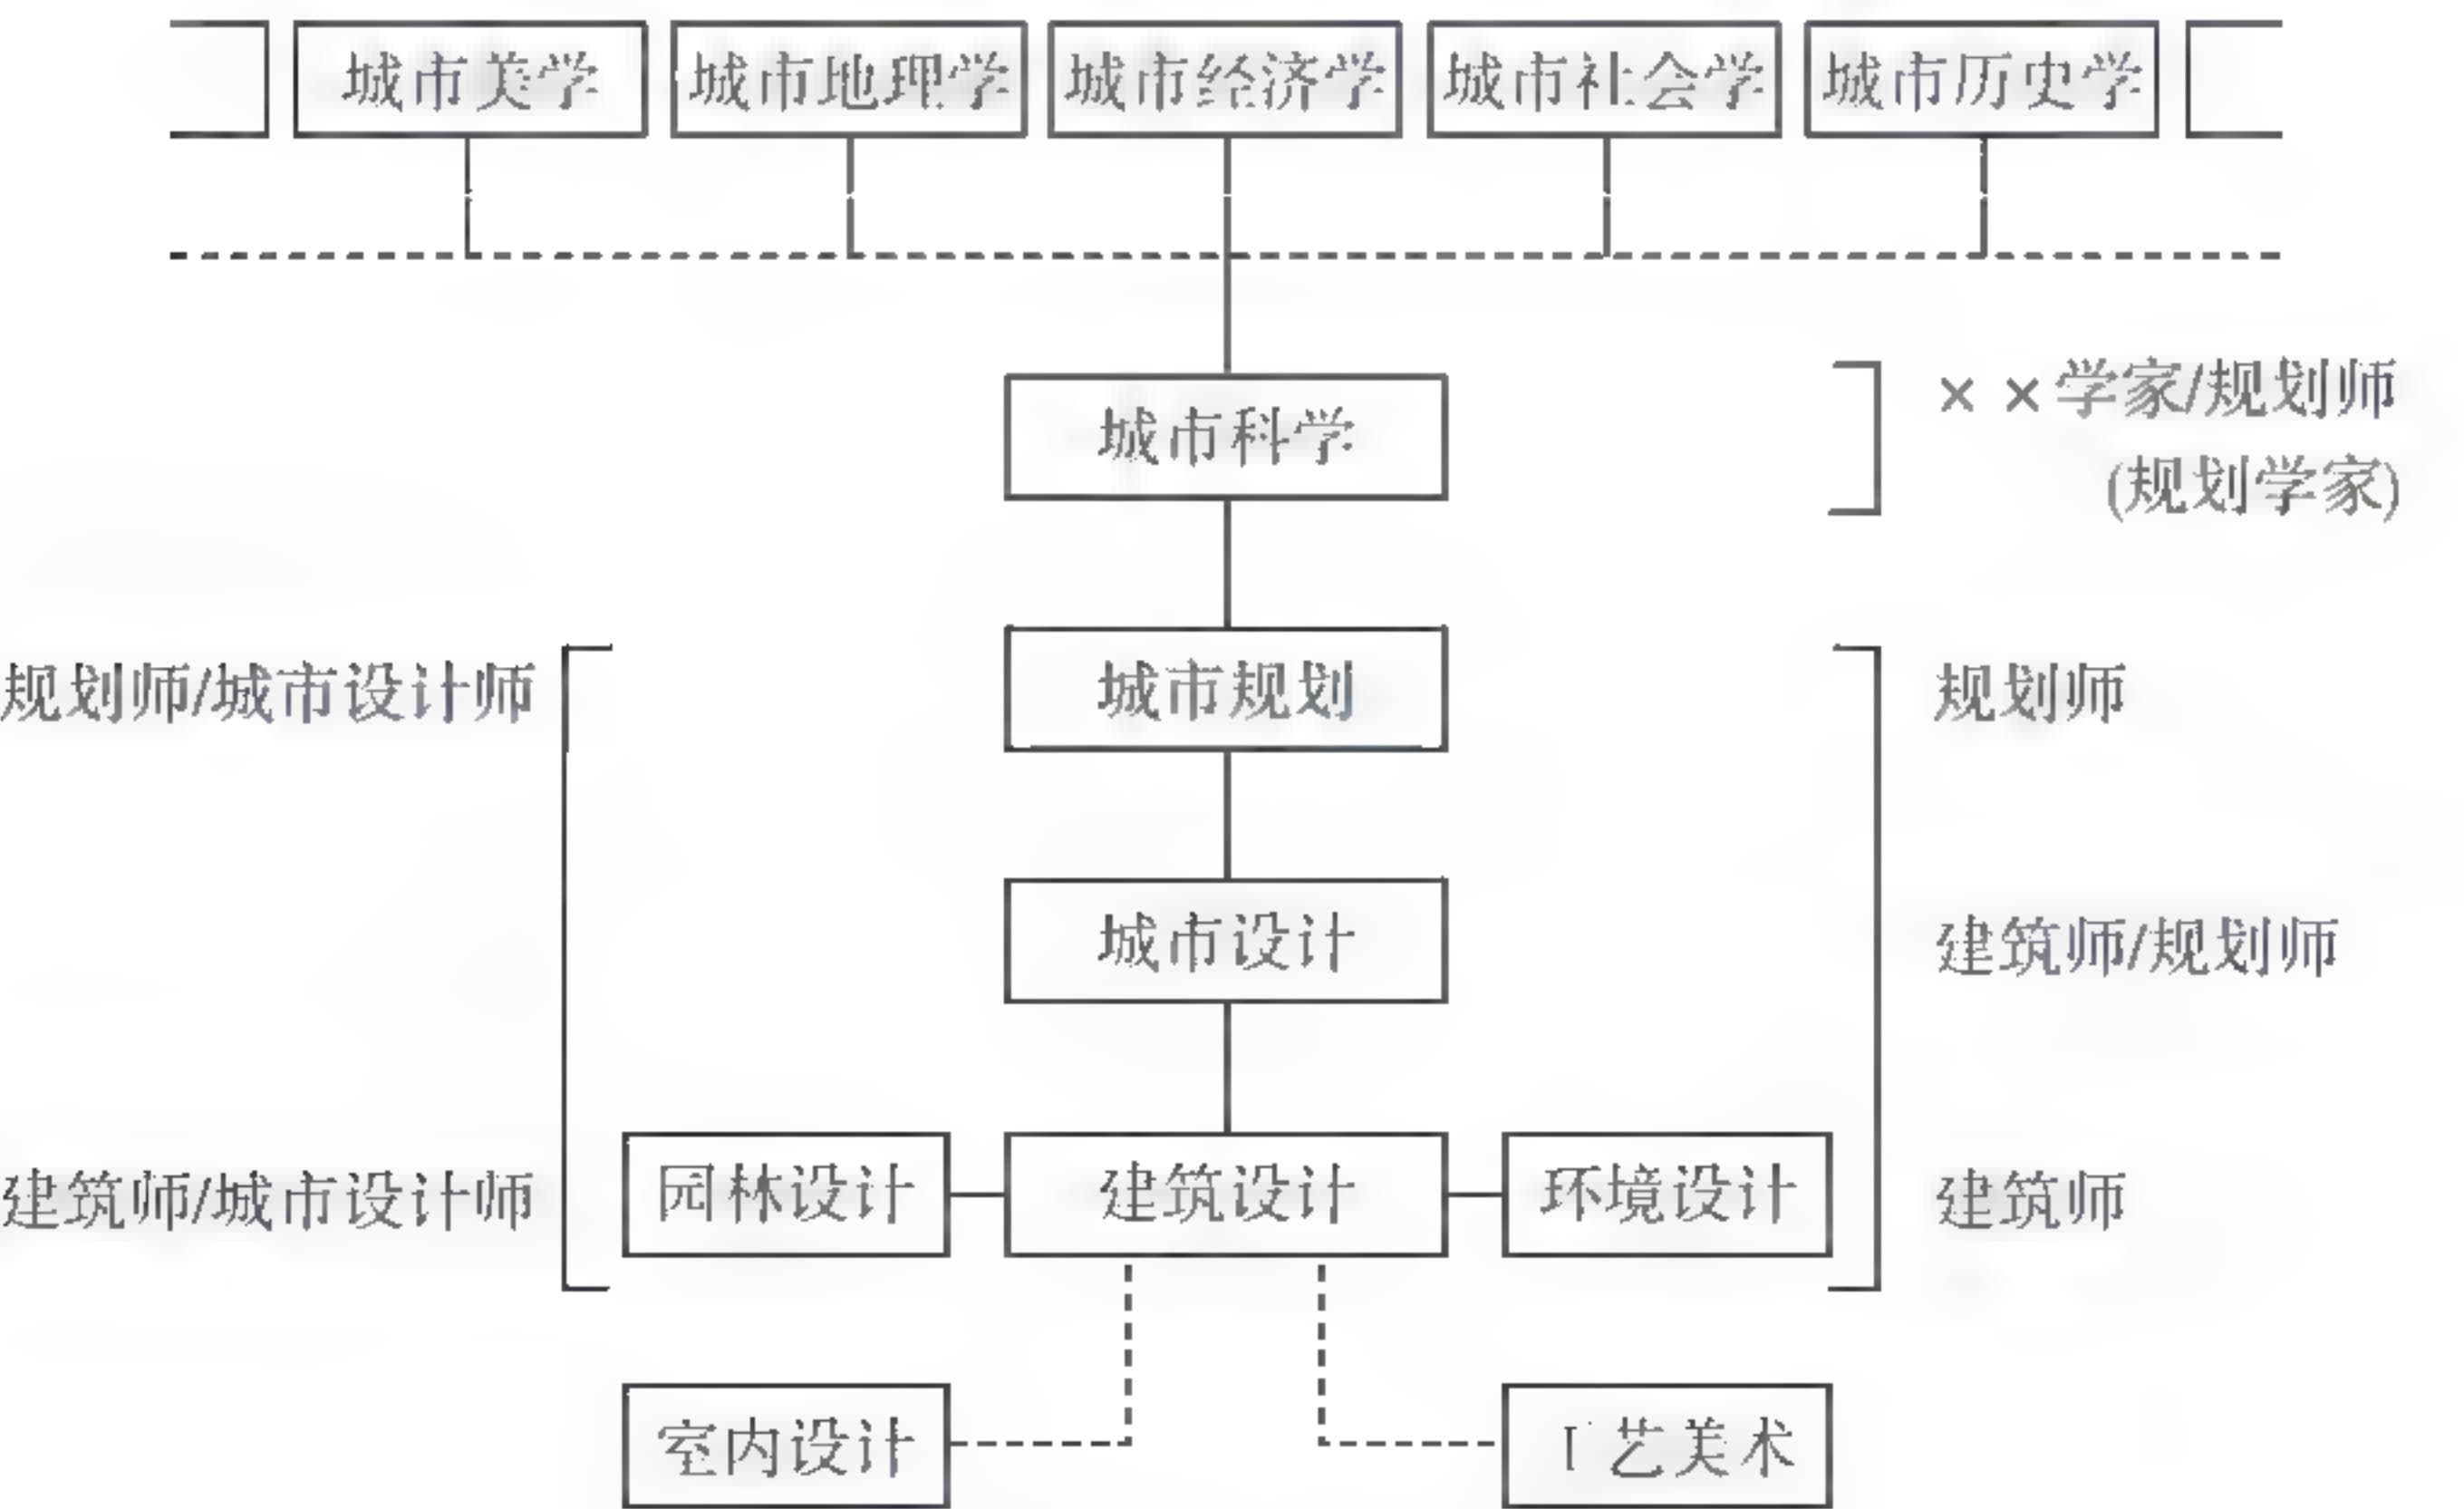 城市美学
城市地理学
城市经济学
城市社会学
城市历史学
城市科学
××学家/规划师
(规划学家)
规划师/城市设计师
城市规划
规划师
城市设计
建筑师/规划师
建筑师/城市设计师
园林设计
建筑设计
环境设计
建筑师
室内设计
工艺美术